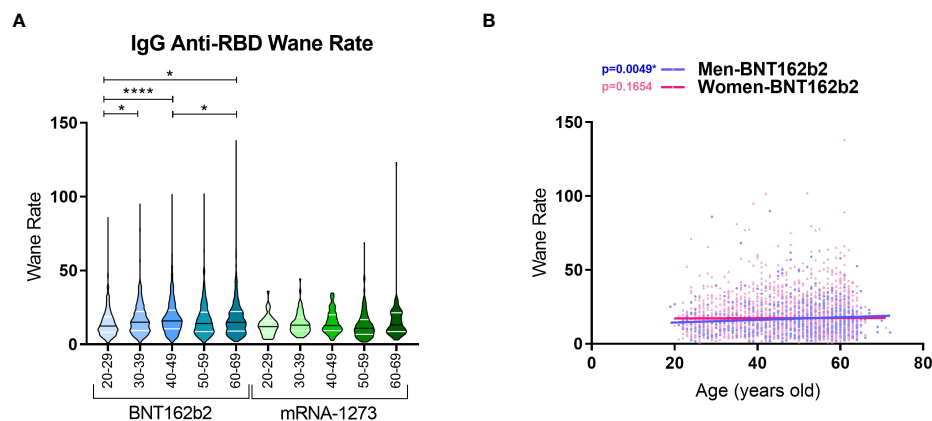 A
IgG Anti-RBD Wane Rate
*
****
*
*
Wane Rate
150
100
50
0
20-29
30-39
40-49
50-59
60-69
20-29
30-39
40-49
50-59
60-69
BNT162b2
mRNA-1273
B
p=0.0049* Men-BNT162b2
p=0.1654 Women-BNT162b2
Wane Rate
150
100
50
0
0 20 40 60 80
Age (years old)